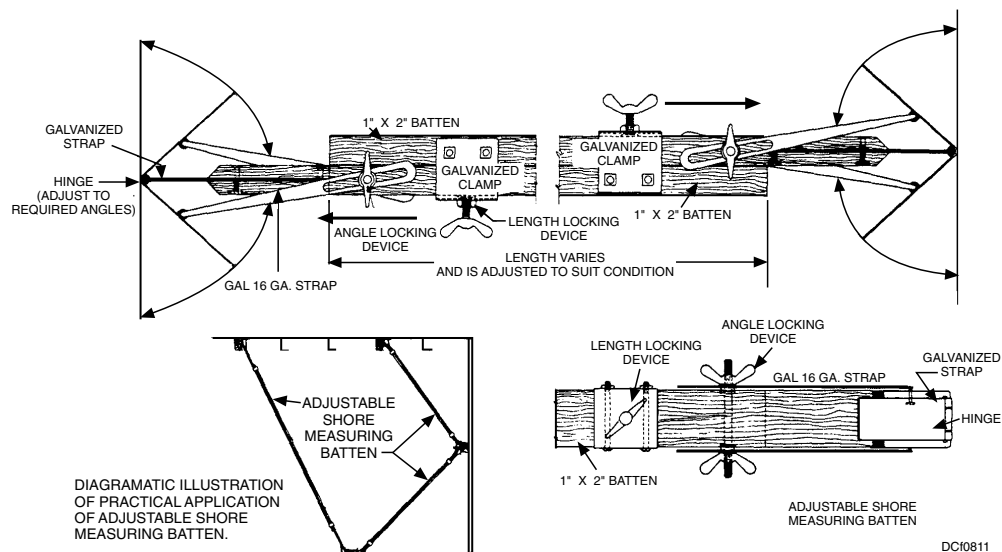 1" X 2" BATTEN
GALVANIZED
STRAP
GALVANIZED
CLAMP
GALVANIZED
CLAMP
HINGE
(ADJUST TO
REQUIRED ANGLES)
ANGLE LOCKING
DEVICE
LENGTH LOCKING
DEVICE
1" X 2" BATTEN
LENGTH VARIES
AND IS ADJUSTED TO SUIT CONDITION
GAL 16 GA. STRAP
ADJUSTABLE
SHORE
MEASURING
BATTEN
DIAGRAMATIC ILLUSTRATION
OF PRACTICAL APPLICATION
OF ADJUSTABLE SHORE
MEASURING BATTEN.
LENGTH LOCKING
DEVICE
ANGLE LOCKING
DEVICE
GAL 16 GA. STRAP
GALVANIZED
STRAP
HINGE
1" X 2" BATTEN
ADJUSTABLE SHORE
MEASURING BATTEN
DCf0811